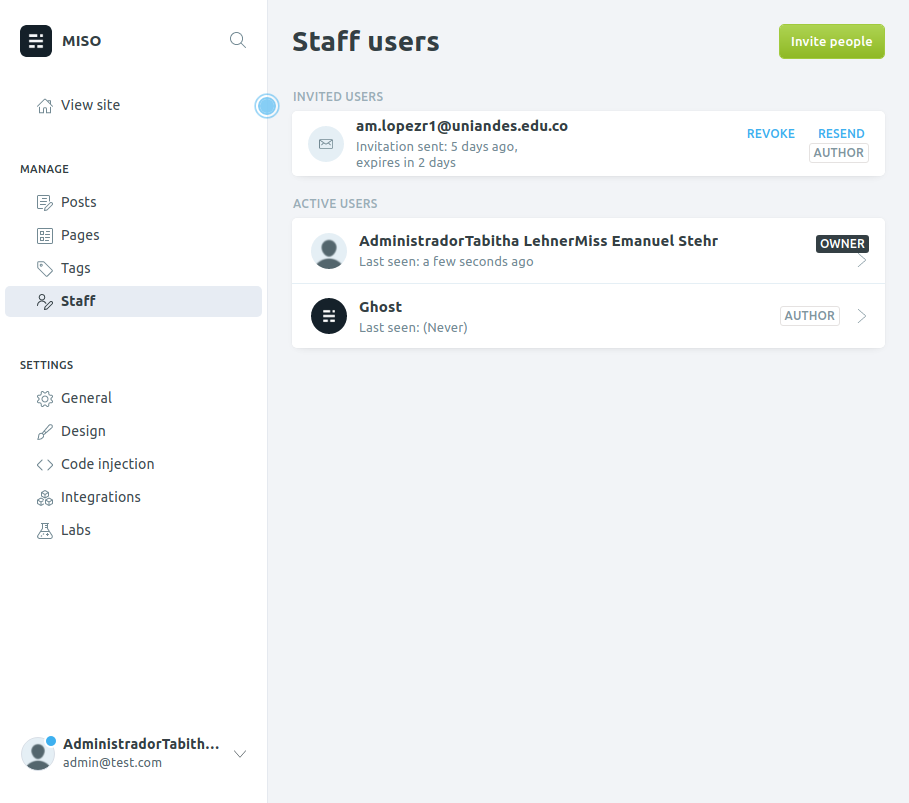 MISO
View site
MANAGE
Posts
Pages
Tags
Staff
SETTINGS
General
Design
Code injection
Integrations
Labs
AdministradorTabith...
admin@test.com
Staff users
Invite people
INVITED USERS
am.lopezr1@uniandes.edu.co
Invitation sent: 5 days ago,
expires in 2 days
REVOKE RESEND
AUTHOR
ACTIVE USERS
AdministradorTabitha LehnerMiss Emanuel Stehr
Last seen: a few seconds ago
OWNER
Ghost
Last seen: (Never)
AUTHOR